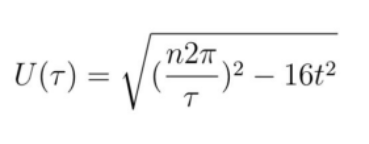 U(τ) = √((n2π/τ)² − 16t²)